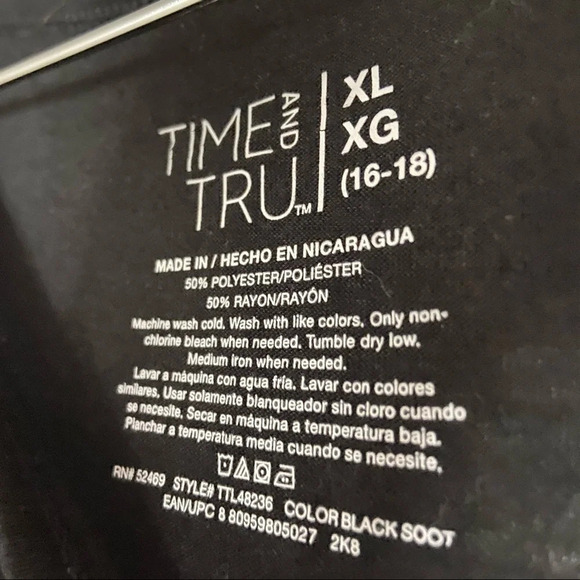 TIME AND TRU™
XL
XG
(16-18)
MADE IN / HECHO EN NICARAGUA
50% POLYESTER/POLIÉSTER
50% RAYON/RAYÓN
Machine wash cold. Wash with like colors. Only non-
chlorine bleach when needed. Tumble dry low.
Medium iron when needed.
Lavar a máquina con agua fría. Lavar con colores
similares. Usar solamente blanqueador sin cloro cuando
se necesite. Secar en máquina a temperatura baja.
Planchar a temperatura media cuando se necesite.
RN# 52469 STYLE# TTL48236 COLOR BLACK SOOT
EAN/UPC 8 80959805027 2K8